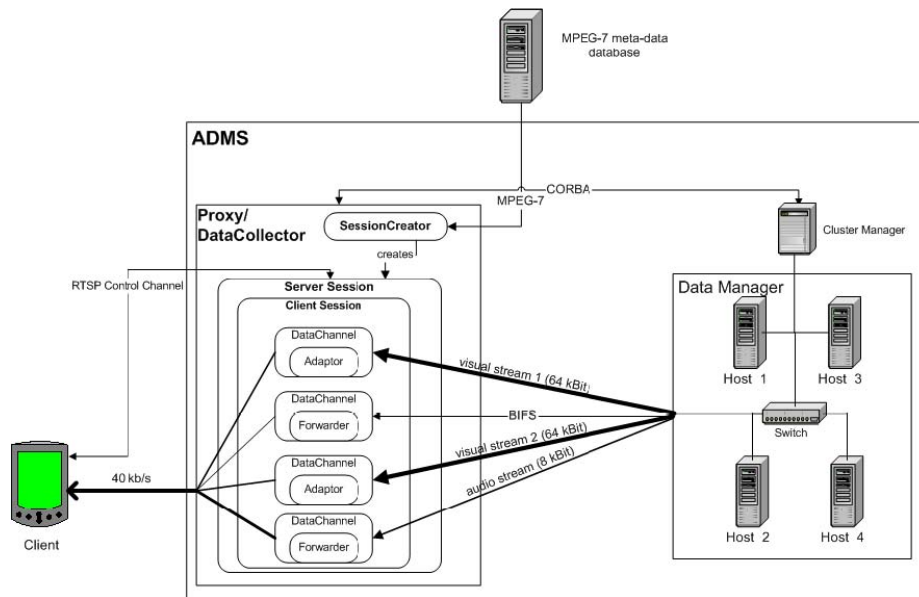 MPEG-7 meta-data
database
ADMS
CORBA
MPEG-7
Proxy/
DataCollector
SessionCreator
creates
Cluster Manager
RTSP Control Channel
Server Session
Client Session
Data Manager
DataChannel
Adaptor
visual stream 1 (64 kBit)
Host 1
Host 3
DataChannel
Forwarder
BIFS
Switch
visual stream 2 (64 kBit)
DataChannel
Adaptor
audio stream (8 kBit)
40 kb/s
DataChannel
Forwarder
Host 2
Host 4
Client